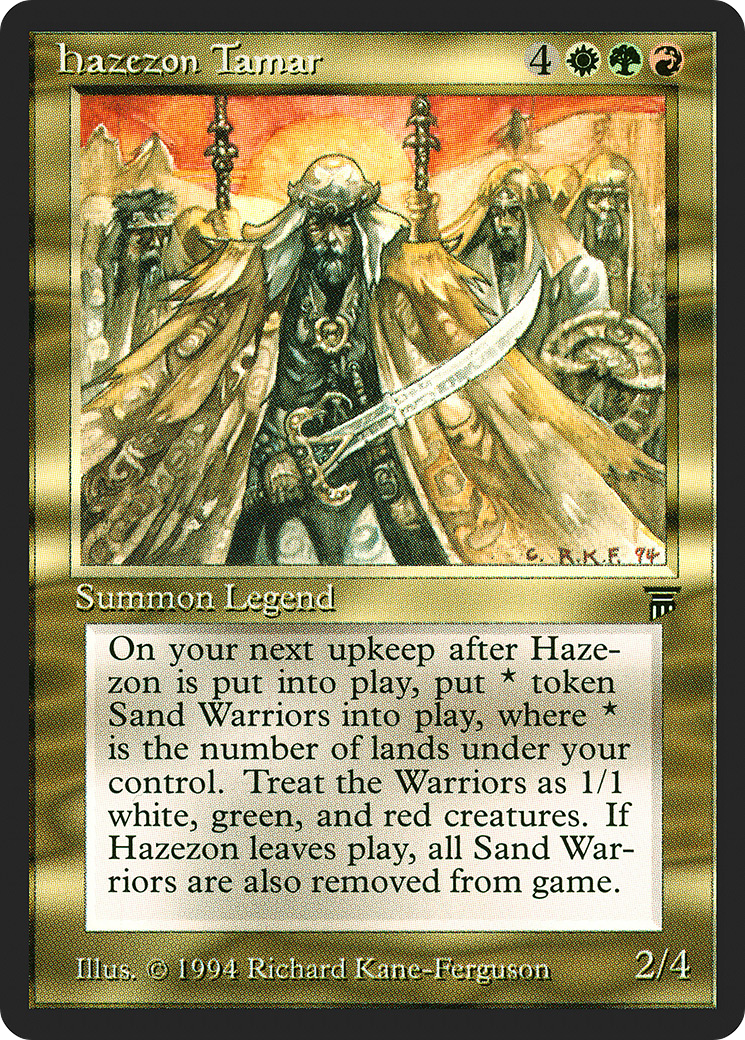 Hazezon Tamar
4
C. R.K.F. 94
Summon Legend
On your next upkeep after Haze-
zon is put into play, put * token
Sand Warriors into play, where *
is the number of lands under your
control. Treat the Warriors as 1/1
white, green, and red creatures. If
Hazezon leaves play, all Sand War-
riors are also removed from game.
Illus. © 1994 Richard Kane-Ferguson
2/4